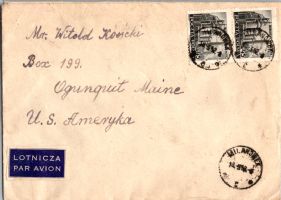 Mr. Witold Kosicki
Box 199.
Ogunquit Maine
U. S. Ameryka
LOTNICZA
PAR AVION